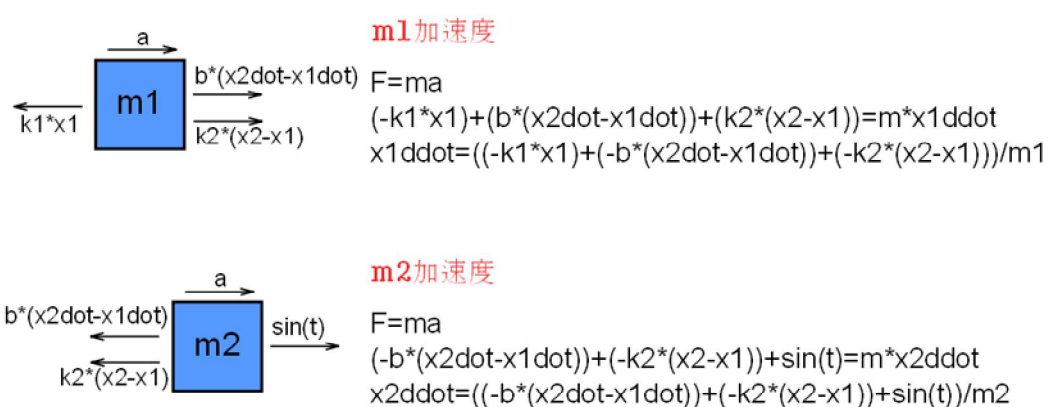 m1加速度
a
m1
b*(x2dot-x1dot)
k1*x1
k2*(x2-x1)
F=ma
(-k1*x1)+(b*(x2dot-x1dot))+(k2*(x2-x1))=m*x1ddot
x1ddot=((-k1*x1)+(-b*(x2dot-x1dot))+(-k2*(x2-x1)))/m1
m2加速度
a
b*(x2dot-x1dot)
m2
sin(t)
k2*(x2-x1)
F=ma
(-b*(x2dot-x1dot))+(-k2*(x2-x1))+sin(t)=m*x2ddot
x2ddot=((-b*(x2dot-x1dot))+(-k2*(x2-x1))+sin(t))/m2